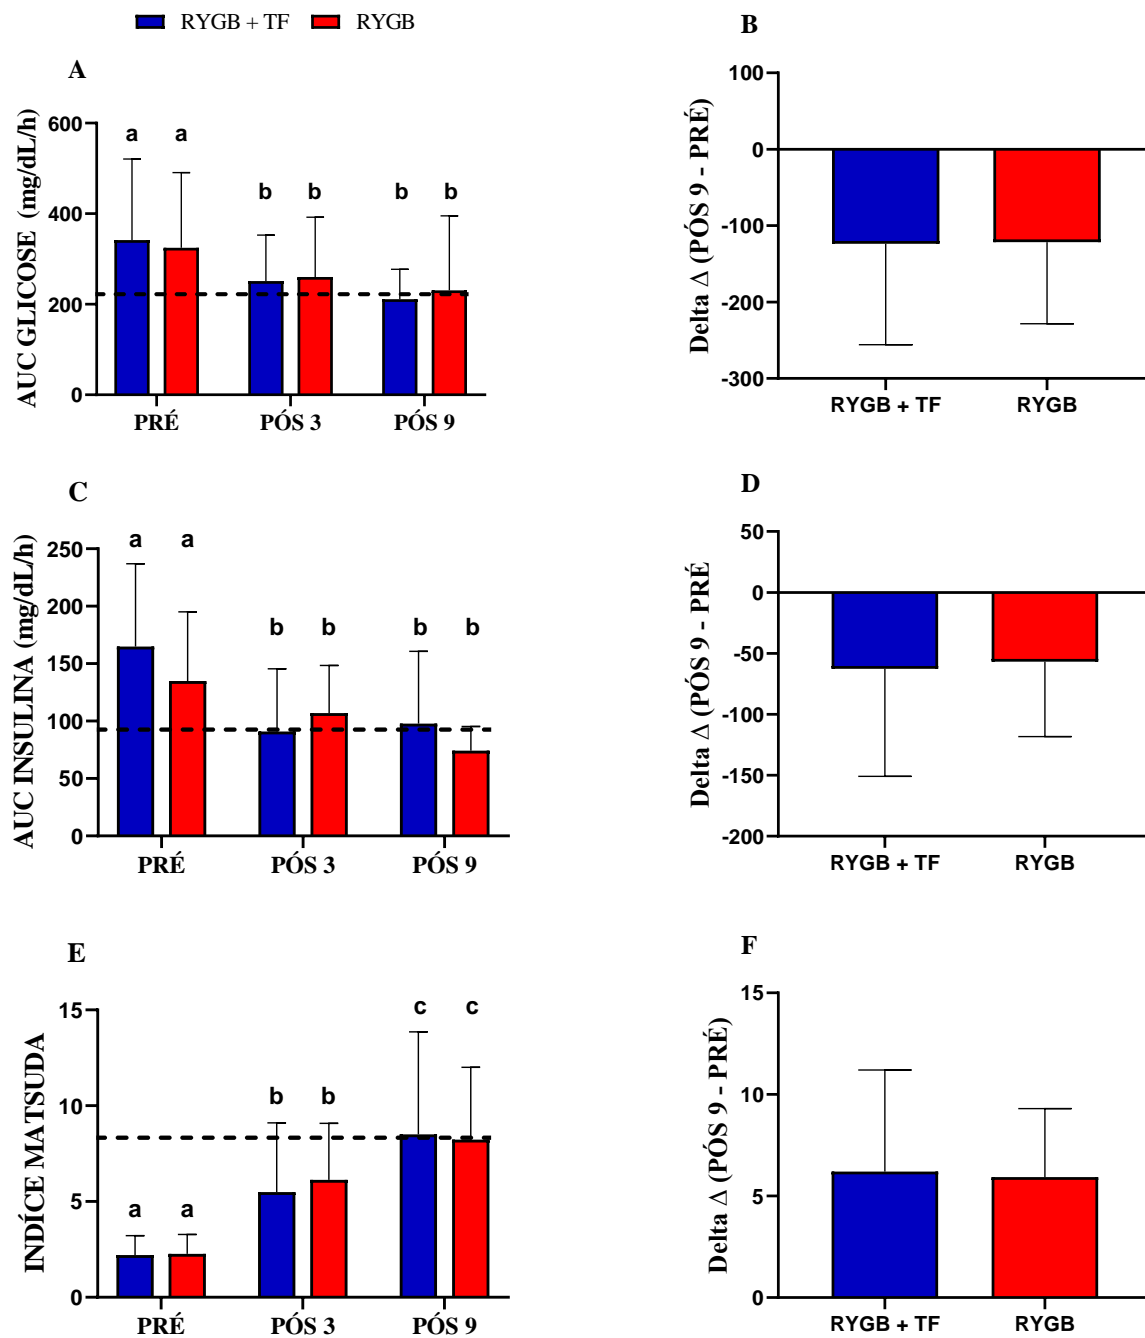 RYGB + TF RYGB
A
AUC GLICOSE (mg/dL/h)
600
400
200
0
a a b b b b
PRÉ PÓS 3 PÓS 9
B
Delta Δ (PÓS 9 - PRÉ)
100
0
-100
-200
-300
RYGB + TF RYGB
C
AUC INSULINA (mg/dL/h)
250
200
150
100
50
0
a a b b b b
PRÉ PÓS 3 PÓS 9
D
Delta Δ (PÓS 9 - PRÉ
50
0
-50
-100
-150
-200
RYGB + TF RYGB
E
INDÍCE MATSUDA
15
10
5
0
a a b b c c
PRÉ PÓS 3 PÓS 9
F
Delta Δ (PÓS 9 - PRÉ)
15
10
5
0
RYGB + TF RYGB